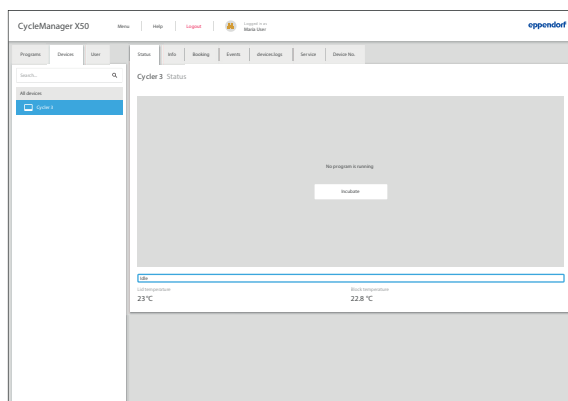 CycleManager X50
Menu
Help
Logout
Logged in as
Maria User
eppendorf
Programs
Devices
User
Status
Info
Booking
Events
devices.logs
Service
Device No.
Search...
All devices
Cycler 3
Cycler 3 Status
No program is running
Incubate
Idle
Lid temperature
Block temperature
23 °C
22.8 °C